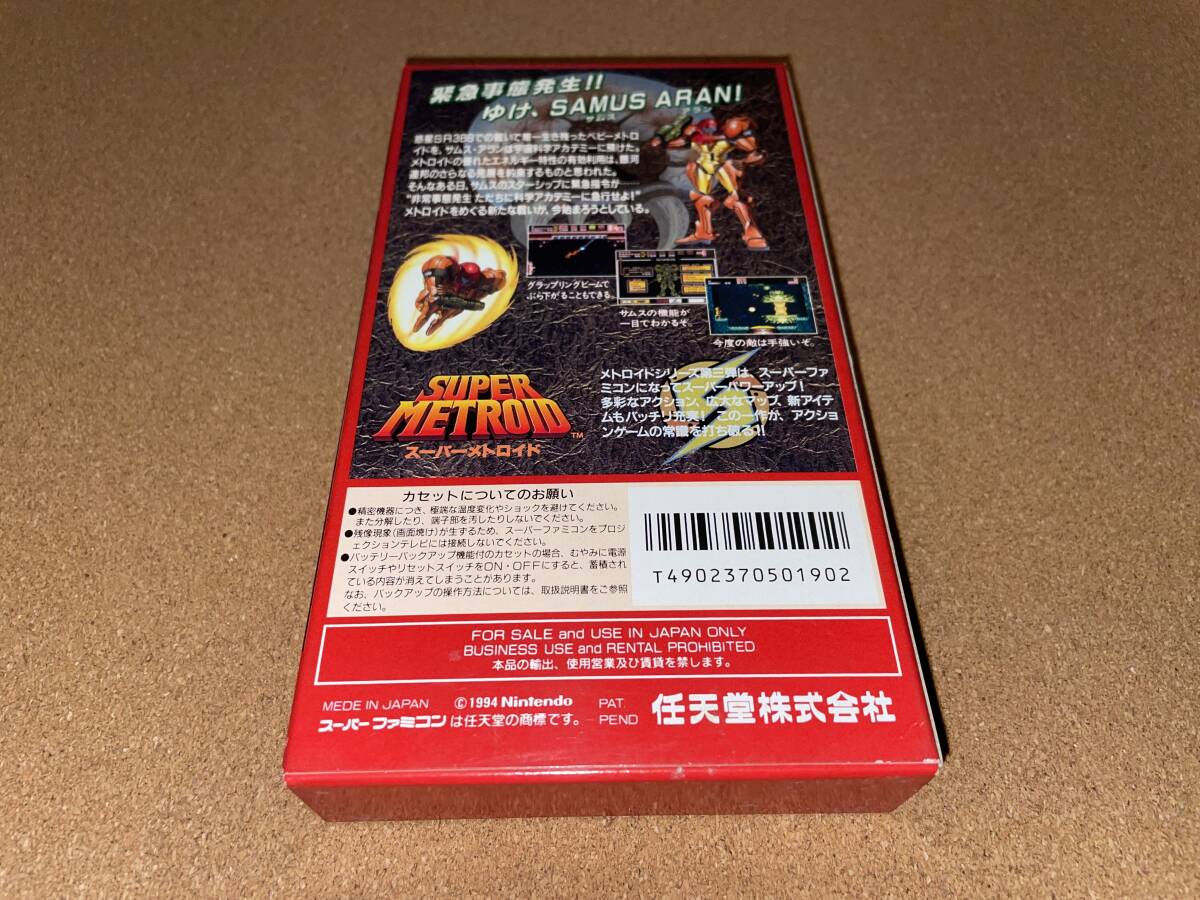 緊急事態発生!!
ゆけ、SAMUS ARAN!
サムス アラン
惑星SR388での戦いで唯一生き残ったベビーメトロ
イドを、サムス・アランは宇宙科学アカデミーに預けた。
メトロイドの優れたエネルギー特性の有効利用は、銀河
連邦のさらなる発展を約束するものと思われた。
そんなある日、サムスのスターシップに緊急指令が……
"非常事態発生 ただちに科学アカデミーに急行せよ!"
メトロイドをめぐる新たな戦いが、今始まろうとしている。
グラップリングビームで
ぶら下がることもできる。
サムスの機能が
一目でわかるぞ。
今度の敵は手強いぞ。
SUPER
METROID™
スーパーメトロイド
メトロイドシリーズ第三弾は、スーパーファ
ミコンになってスーパーパワーアップ!
多彩なアクション、広大なマップ、新アイテ
ムもバッチリ充実! この一作が、アクショ
ンゲームの常識を打ち破る!!
カセットについてのお願い
●精密機器につき、極端な温度変化やショックを避けてください。
また分解したり、端子部を汚したりしないでください。
●残像現象(画面焼け)が生ずるため、スーパーファミコンをプロジ
ェクションテレビには接続しないでください。
●バッテリーバックアップ機能付のカセットの場合、むやみに電源
スイッチやリセットスイッチをON・OFFにすると、蓄積され
ている内容が消えてしまうことがあります。
なお、バックアップの操作方法については、取扱説明書をご参照
ください。
T4902370501902
FOR SALE and USE IN JAPAN ONLY
BUSINESS USE and RENTAL PROHIBITED
本品の輸出、使用営業及び賃貸を禁じます。
MEDE IN JAPAN ©1994 Nintendo PAT.
スーパーファミコンは任天堂の商標です。 PEND
任天堂株式会社